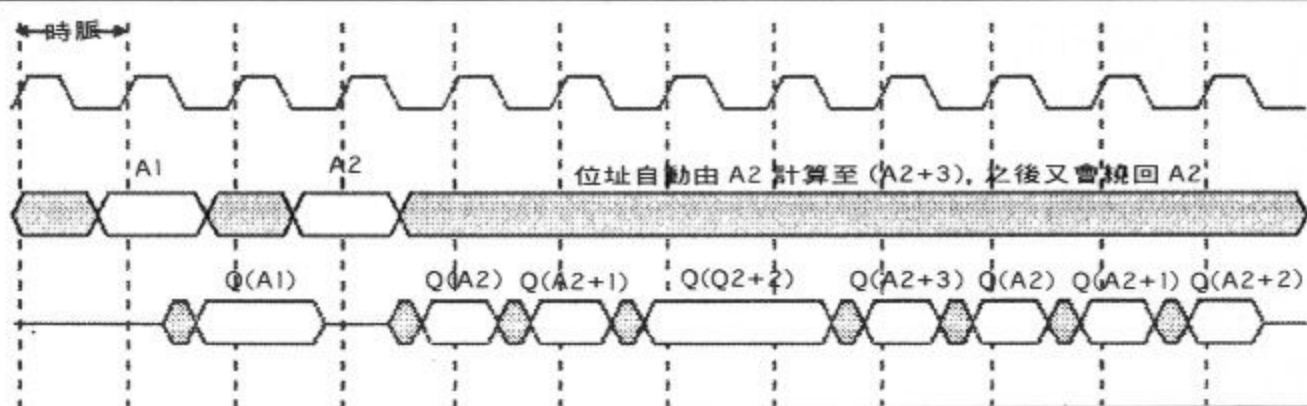 時脈
A1
A2
位址自動由 A2 計算至 (A2+3), 之後又會繞回 A2
Q(A1)
Q(A2)
Q(A2+1)
Q(Q2+2)
Q(A2+3)
Q(A2)
Q(A2+1)
Q(A2+2)